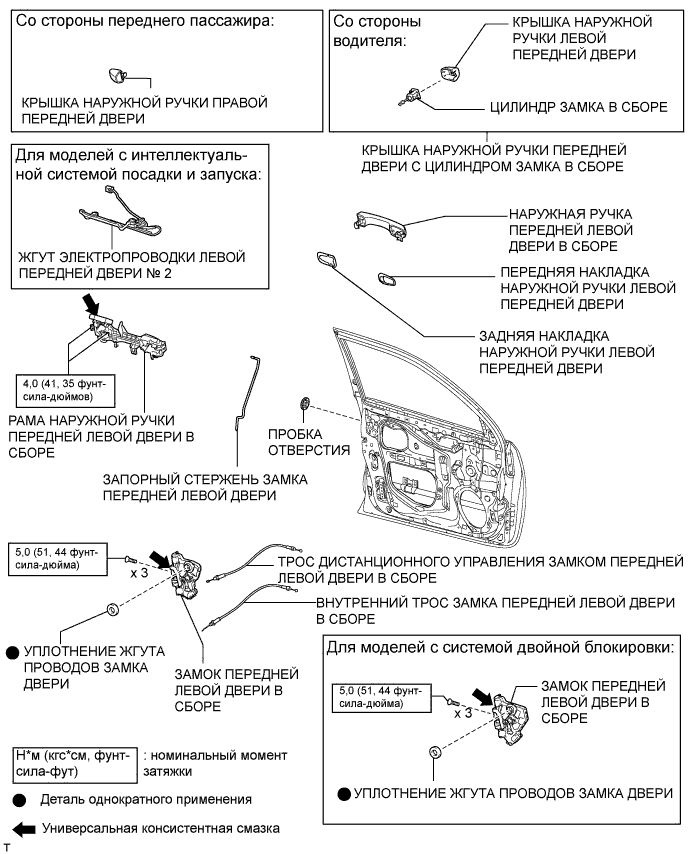 Со стороны переднего пассажира:
КРЫШКА НАРУЖНОЙ РУЧКИ ПРАВОЙ
ПЕРЕДНЕЙ ДВЕРИ
Со стороны
водителя:
КРЫШКА НАРУЖНОЙ
РУЧКИ ЛЕВОЙ
ПЕРЕДНЕЙ ДВЕРИ
ЦИЛИНДР ЗАМКА В СБОРЕ
КРЫШКА НАРУЖНОЙ РУЧКИ ПЕРЕДНЕЙ
ДВЕРИ С ЦИЛИНДРОМ ЗАМКА В СБОРЕ
Для моделей с интеллектуаль-
ной системой посадки и запуска:
ЖГУТ ЭЛЕКТРОПРОВОДКИ ЛЕВОЙ
ПЕРЕДНЕЙ ДВЕРИ № 2
НАРУЖНАЯ РУЧКА
ПЕРЕДНЕЙ ЛЕВОЙ
ДВЕРИ В СБОРЕ
ПЕРЕДНЯЯ НАКЛАДКА
НАРУЖНОЙ РУЧКИ ЛЕВОЙ
ПЕРЕДНЕЙ ДВЕРИ
ЗАДНЯЯ НАКЛАДКА
НАРУЖНОЙ РУЧКИ ЛЕВОЙ
ПЕРЕДНЕЙ ДВЕРИ
4,0 (41, 35 фунт-
сила-дюймов)
РАМА НАРУЖНОЙ РУЧКИ
ПЕРЕДНЕЙ ЛЕВОЙ ДВЕРИ В
СБОРЕ
ПРОБКА
ОТВЕРСТИЯ
ЗАПОРНЫЙ СТЕРЖЕНЬ ЗАМКА
ПЕРЕДНЕЙ ЛЕВОЙ ДВЕРИ
5,0 (51, 44 фунт-
сила-дюйма)
x 3
ТРОС ДИСТАНЦИОННОГО УПРАВЛЕНИЯ ЗАМКОМ ПЕРЕДНЕЙ
ЛЕВОЙ ДВЕРИ В СБОРЕ
ВНУТРЕННИЙ ТРОС ЗАМКА ПЕРЕДНЕЙ ЛЕВОЙ ДВЕРИ
В СБОРЕ
УПЛОТНЕНИЕ ЖГУТА
ПРОВОДОВ ЗАМКА
ДВЕРИ
ЗАМОК ПЕРЕДНЕЙ
ЛЕВОЙ ДВЕРИ В
СБОРЕ
Для моделей с системой двойной блокировки:
5,0 (51, 44 фунт-
сила-дюйма)
x 3
ЗАМОК ПЕРЕДНЕЙ
ЛЕВОЙ ДВЕРИ В
СБОРЕ
УПЛОТНЕНИЕ ЖГУТА ПРОВОДОВ ЗАМКА ДВЕРИ
Н*м (кгс*см, фунт-
сила-фут)
: номинальный момент
затяжки
Деталь однократного применения
Универсальная консистентная смазка
T